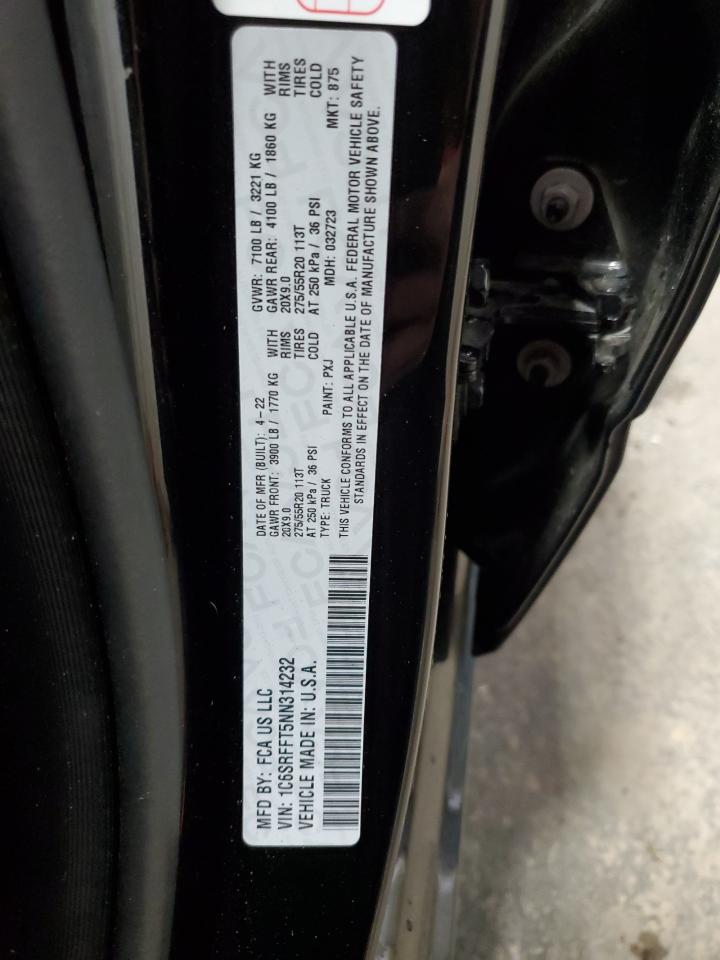 MFD BY: FCA US LLC
VIN: 1C6SRFFT5NN314232
VEHICLE MADE IN: U.S.A.
DATE OF MFR (BUILT): 4-22
GAWR FRONT: 3900 LB / 1770 KG WITH
20X9.0 RIMS
275/55R20 113T TIRES
AT 250 kPa / 36 PSI COLD
TYPE: TRUCK PAINT: PXJ MDH: 032723 MKT: 875
GVWR: 7100 LB / 3221 KG
GAWR REAR: 4100 LB / 1860 KG WITH
20X9.0 RIMS
275/55R20 113T TIRES
AT 250 kPa / 36 PSI COLD
THIS VEHICLE CONFORMS TO ALL APPLICABLE U.S.A. FEDERAL MOTOR VEHICLE SAFETY
STANDARDS IN EFFECT ON THE DATE OF MANUFACTURE SHOWN ABOVE.